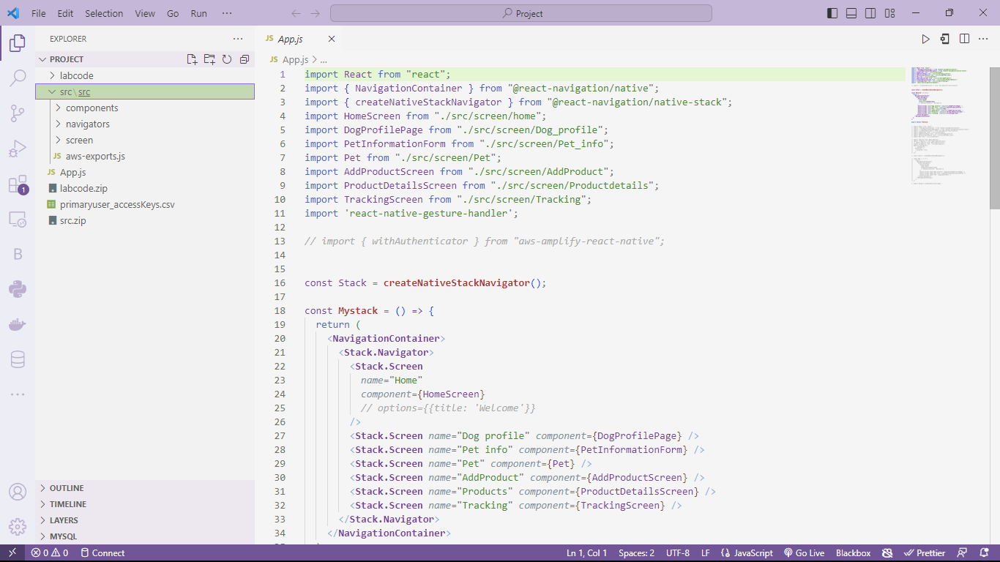 File Edit Selection View Go Run ···
Project
EXPLORER ···
PROJECT
labcode
src\src
components
navigators
screen
JS aws-exports.js
JS App.js
labcode.zip
primaryuser_accessKeys.csv
src.zip
OUTLINE
TIMELINE
LAYERS
MYSQL
1
B
JS App.js
JS App.js > ...
1 import React from "react";
2 import { NavigationContainer } from "@react-navigation/native";
3 import { createNativeStackNavigator } from "@react-navigation/native-stack";
4 import HomeScreen from "./src/screen/home";
5 import DogProfilePage from "./src/screen/Dog_profile";
6 import PetInformationForm from "./src/screen/Pet_info";
7 import Pet from "./src/screen/Pet";
8 import AddProductScreen from "./src/screen/AddProduct";
9 import ProductDetailsScreen from "./src/screen/Productdetails";
10 import TrackingScreen from "./src/screen/Tracking";
11 import 'react-native-gesture-handler';
12
13 // import { withAuthenticator } from "aws-amplify-react-native";
14
15
16 const Stack = createNativeStackNavigator();
17
18 const Mystack = () => {
19 return (
20 <NavigationContainer>
21 <Stack.Navigator>
22 <Stack.Screen
23 name="Home"
24 component={HomeScreen}
25 // options={{title: 'Welcome'}}
26 />
27 <Stack.Screen name="Dog profile" component={DogProfilePage} />
28 <Stack.Screen name="Pet info" component={PetInformationForm} />
29 <Stack.Screen name="Pet" component={Pet} />
30 <Stack.Screen name="AddProduct" component={AddProductScreen} />
31 <Stack.Screen name="Products" component={ProductDetailsScreen} />
32 <Stack.Screen name="Tracking" component={TrackingScreen} />
33 </Stack.Navigator>
34 </NavigationContainer>
0 0 Connect
Ln 1, Col 1 Spaces: 2 UTF-8 LF JavaScript Go Live Blackbox Prettier